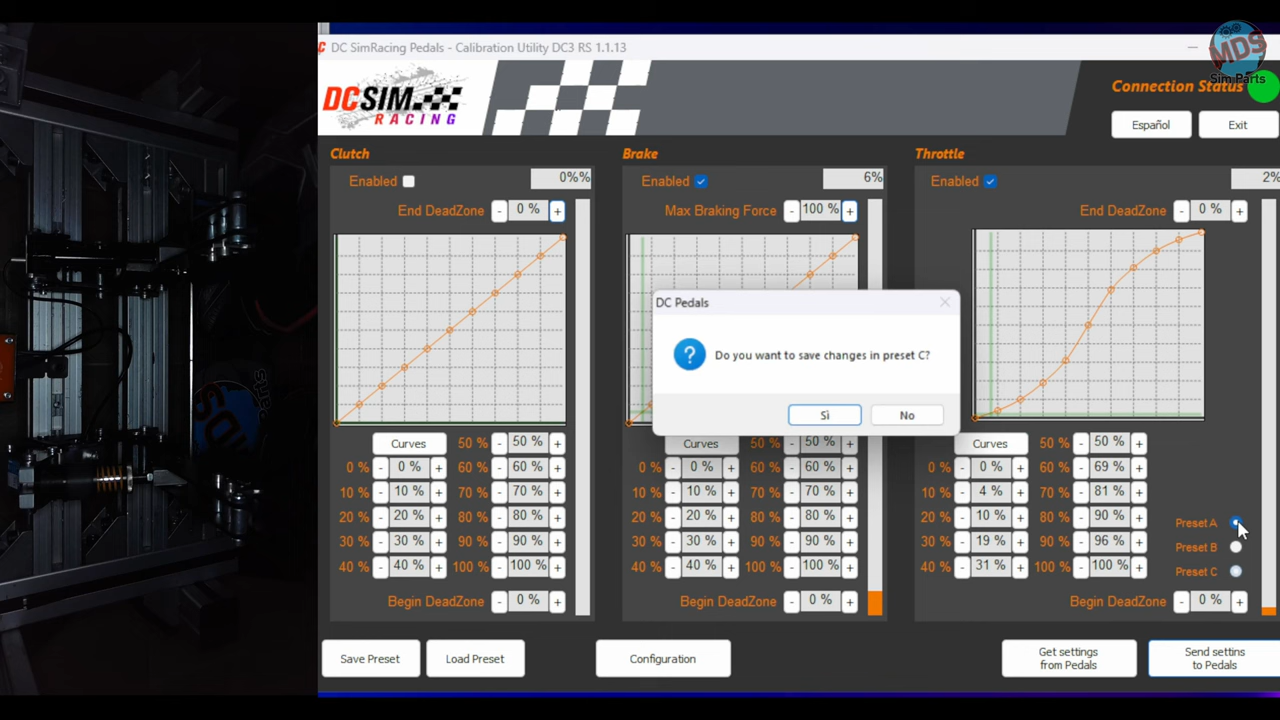 DC DC SimRacing Pedals - Calibration Utility DC3 RS 1.1.13
MDS
Sim Parts
DCSIM
RACING
Connection Status
Español Exit
Clutch
Enabled 0%%
End DeadZone - 0 % +
Curves 50 % - 50 % +
0 % - 0 % + 60 % - 60 % +
10 % - 10 % + 70 % - 70 % +
20 % - 20 % + 80 % - 80 % +
30 % - 30 % + 90 % - 90 % +
40 % - 40 % + 100 % - 100 % +
Begin DeadZone - 0 % +
Brake
Enabled 6%
Max Braking Force - 100 % +
DC Pedals
Do you want to save changes in preset C?
Sì No
Curves 50 % - 50 % +
0 % - 0 % + 60 % - 60 % +
10 % - 10 % + 70 % - 70 % +
20 % - 20 % + 80 % - 80 % +
30 % - 30 % + 90 % - 90 % +
40 % - 40 % + 100 % - 100 % +
Begin DeadZone - 0 % +
Throttle
Enabled 2%
End DeadZone - 0 % +
Curves 50 % - 50 % +
0 % - 0 % + 60 % - 69 % +
10 % - 4 % + 70 % - 81 % +
20 % - 10 % + 80 % - 90 % +
30 % - 19 % + 90 % - 96 % +
40 % - 31 % + 100 % - 100 % +
Preset A
Preset B
Preset C
Begin DeadZone - 0 % +
Save Preset Load Preset Configuration
Get settings
from Pedals
Send settins
to Pedals